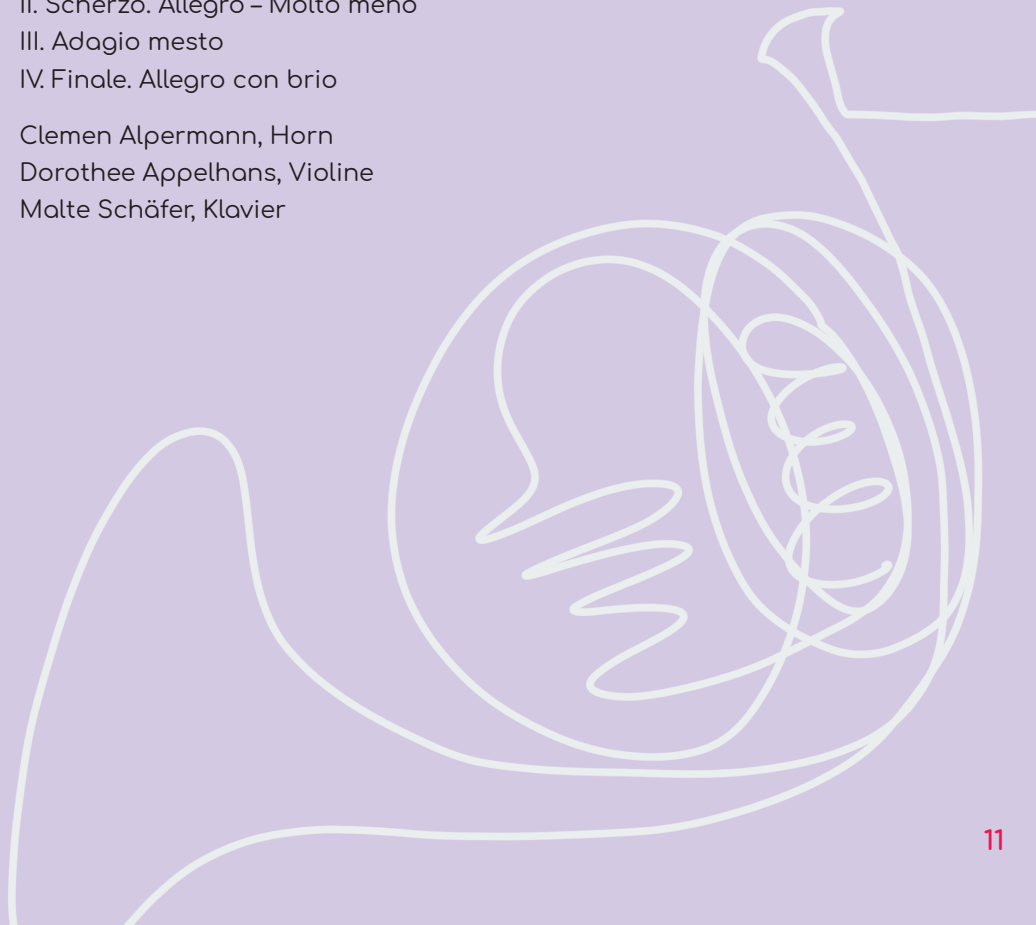 II. Scherzo. Allegro – Molto meno
III. Adagio mesto
IV. Finale. Allegro con brio
Clemen Alpermann, Horn
Dorothee Appelhans, Violine
Malte Schäfer, Klavier
11